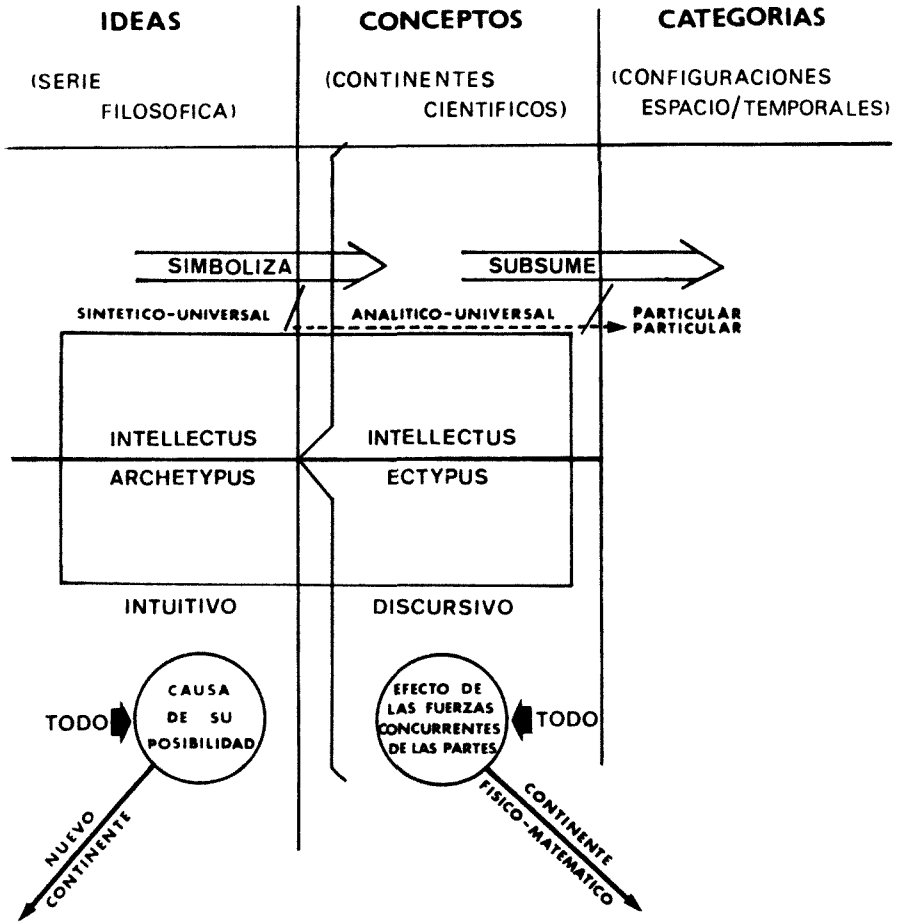 IDEAS
CONCEPTOS
CATEGORIAS
(SERIE
FILOSOFICA)
(CONTINENTES
CIENTIFICOS)
(CONFIGURACIONES
ESPACIO/TEMPORALES)
SIMBOLIZA
SUBSUME
SINTETICO-UNIVERSAL
ANALITICO-UNIVERSAL
PARTICULAR
PARTICULAR
INTELLECTUS
ARCHETYPUS
INTELLECTUS
ECTYPUS
INTUITIVO
DISCURSIVO
TODO
CAUSA
DE SU
POSIBILIDAD
EFECTO DE
LAS FUERZAS
CONCURRENTES
DE LAS PARTES
TODO
NUEVO
CONTINENTE
CONTINENTE
FISICO-MATEMATICO